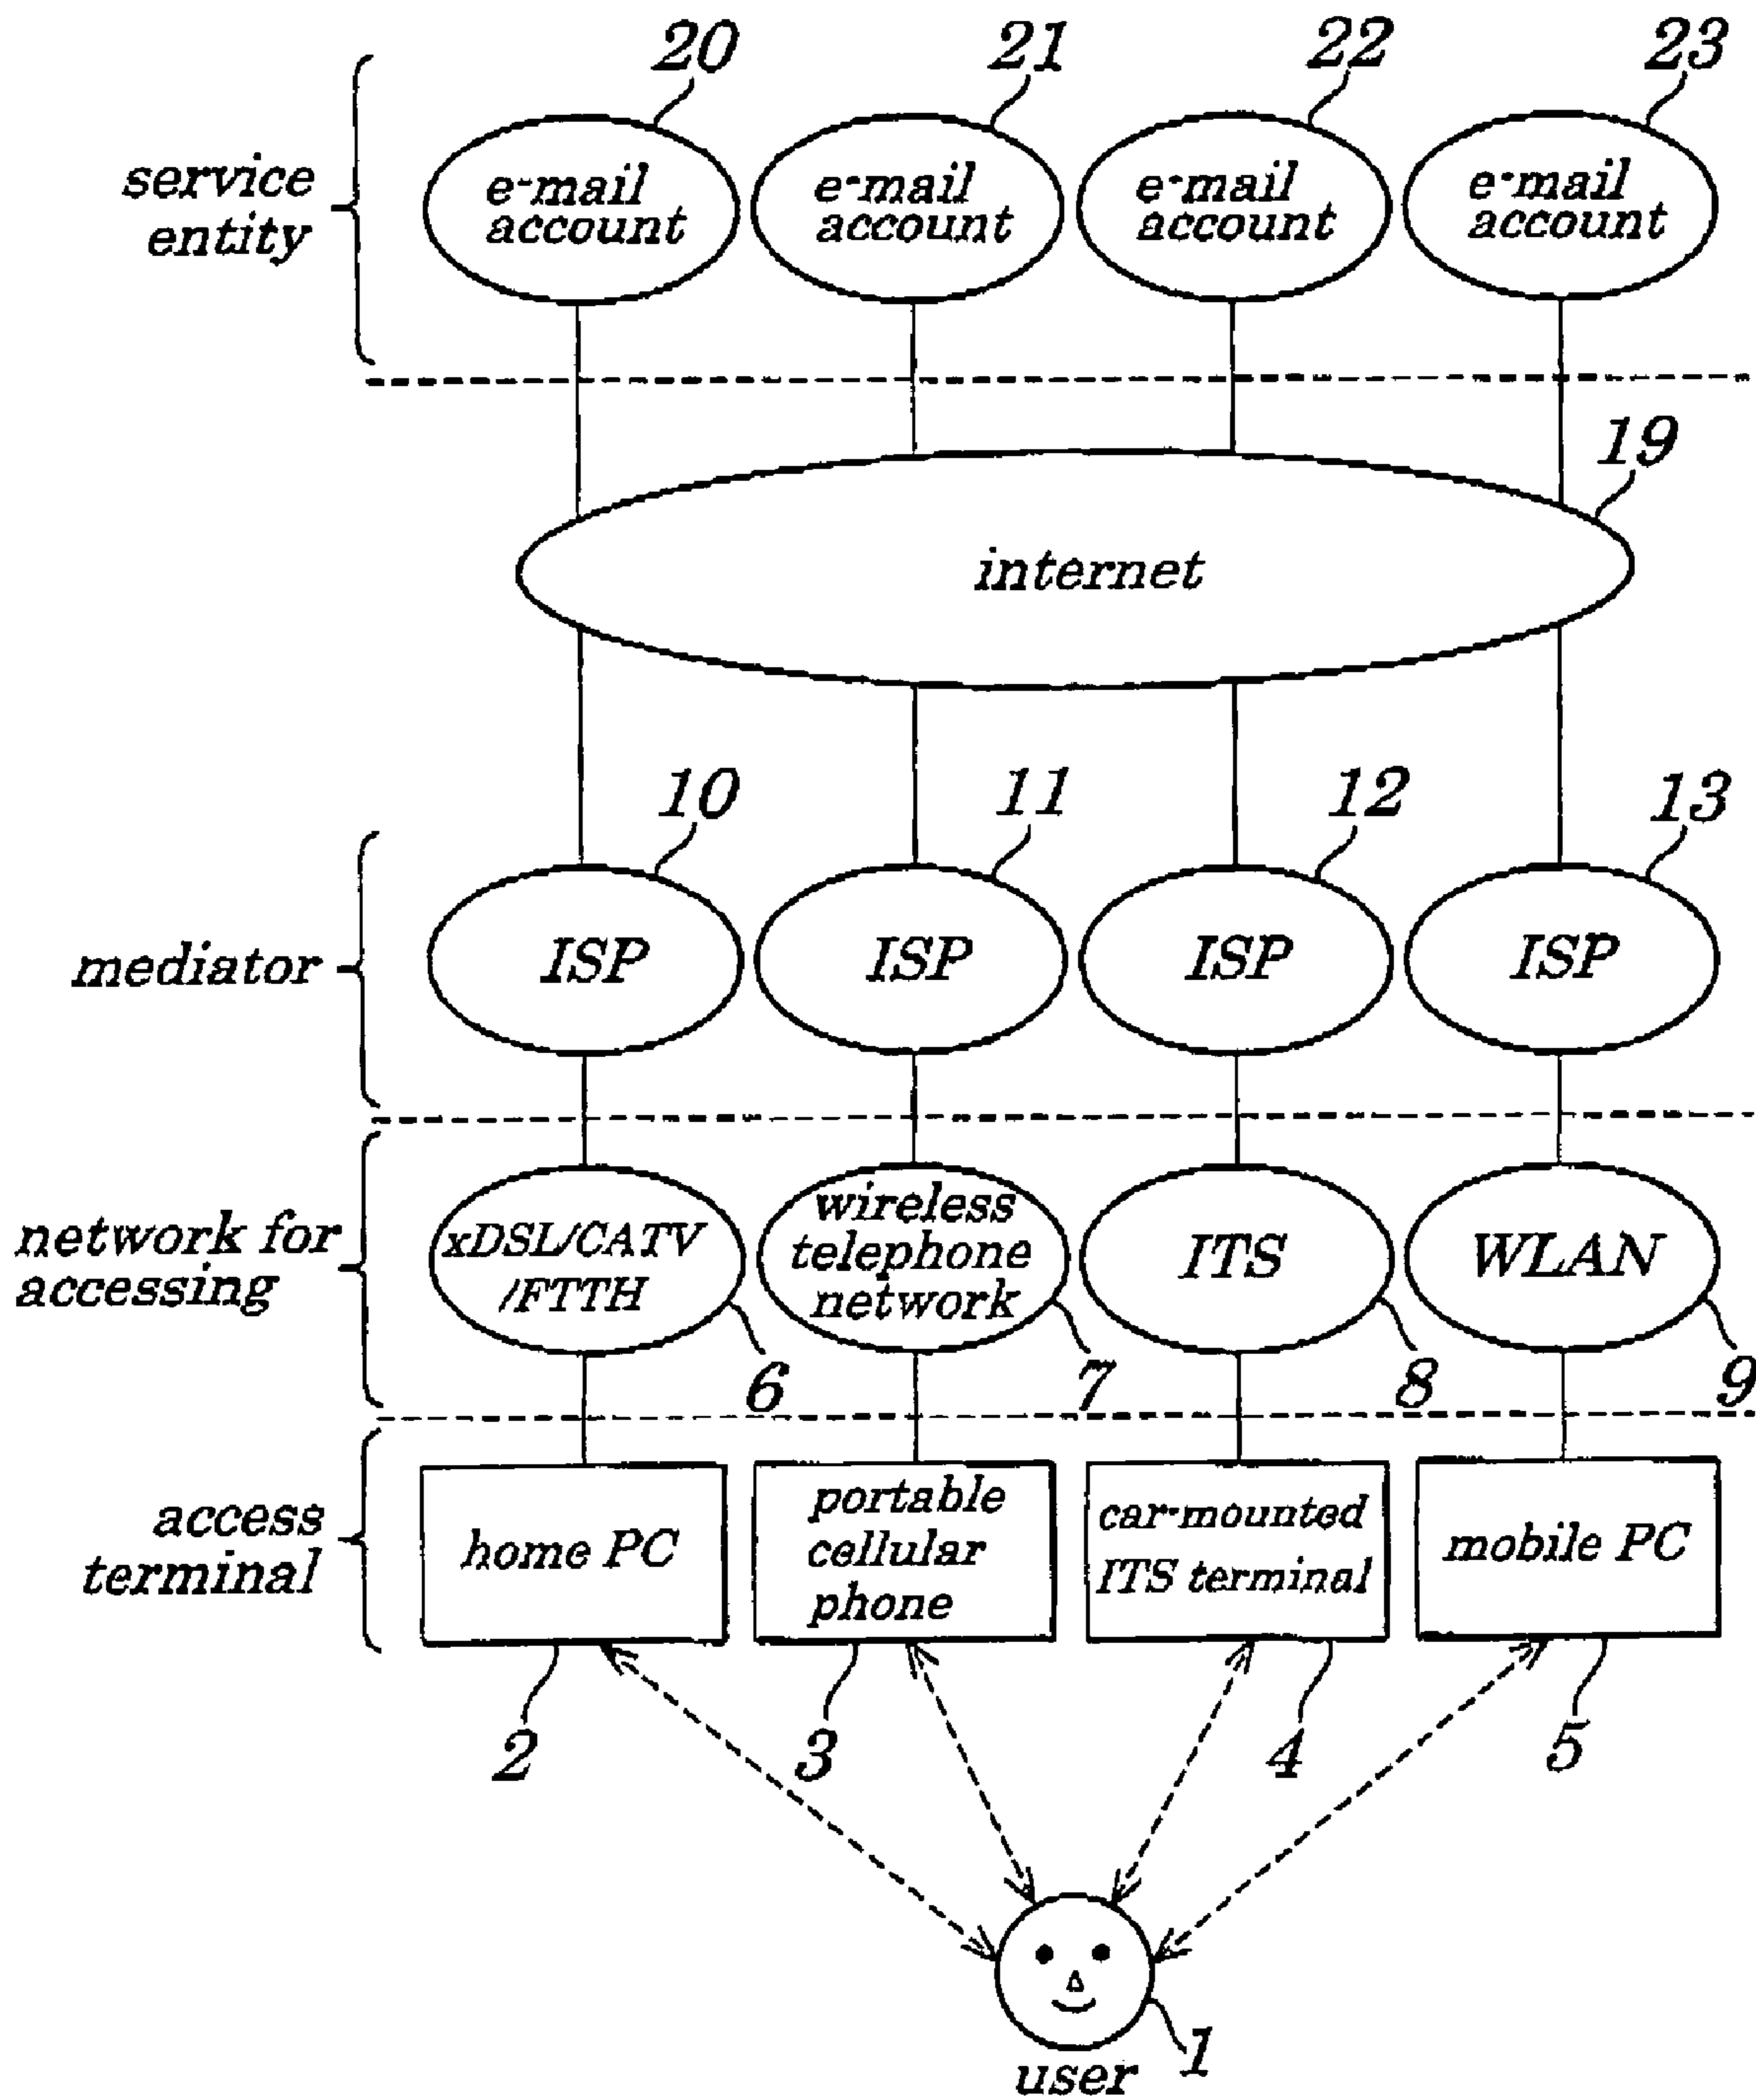 20 21 22 23
service
entity
e-mail
account
e-mail
account
e-mail
account
e-mail
account
19
internet
10 11 12 13
mediator
ISP ISP ISP ISP
network for
accessing
xDSL/CATV
/FTTH
wireless
telephone
network
ITS
WLAN
6 7 8 9
access
terminal
home PC
portable
cellular
phone
car-mounted
ITS terminal
mobile PC
2 3 4 5
1
user